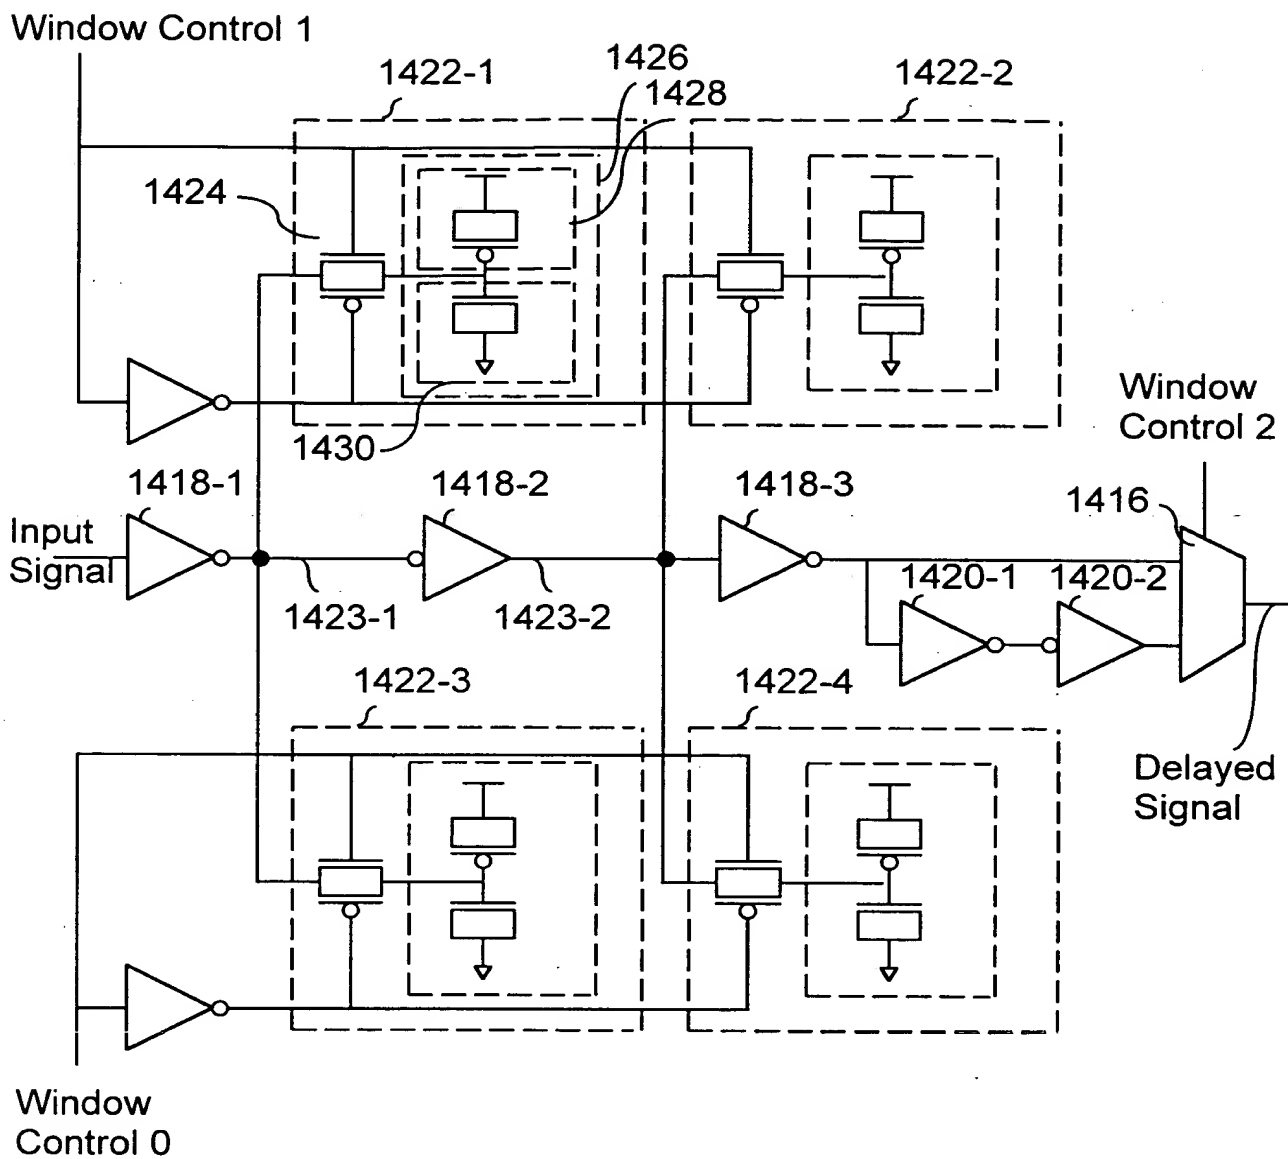 Window Control 1
1422-1
1426
1428
1422-2
1424
1430
Window
Control 2
1418-1
1418-2
1418-3
1416
Input
Signal
1423-1
1423-2
1420-1
1420-2
1422-3
1422-4
Delayed
Signal
Window
Control 0